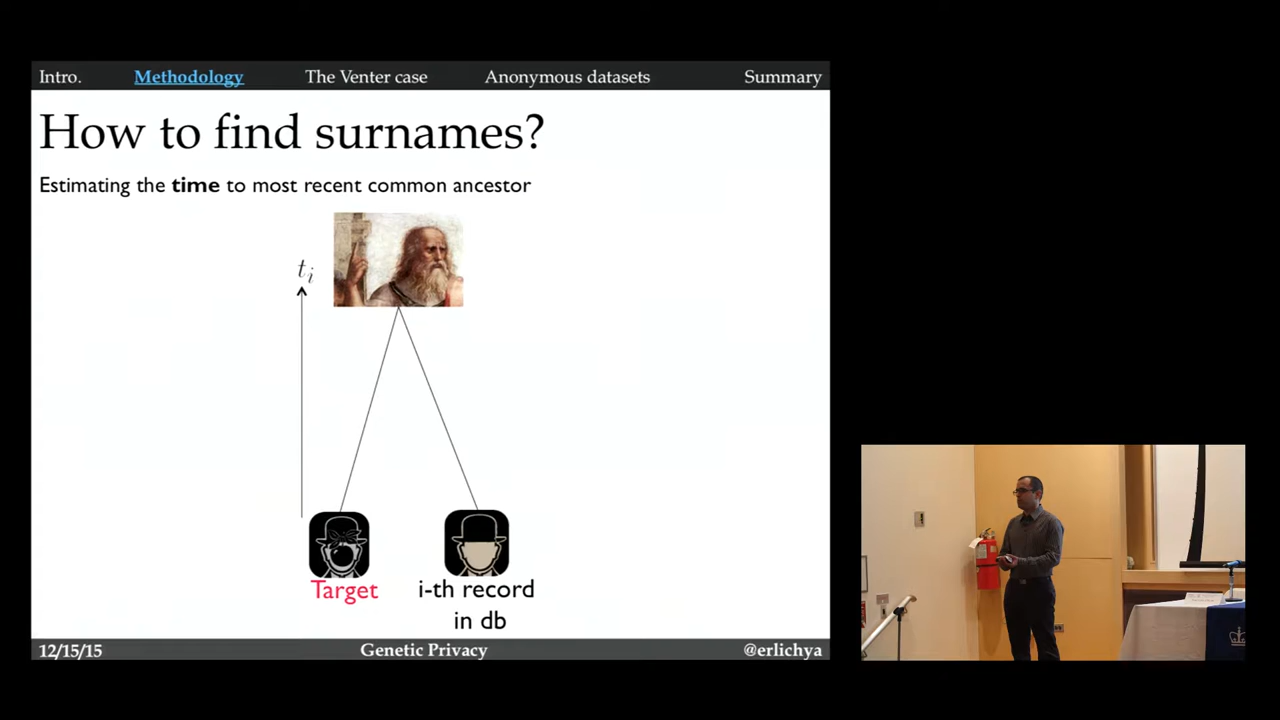 Intro. Methodology The Venter case Anonymous datasets Summary
How to find surnames?
Estimating the time to most recent common ancestor
t_i
Target
i-th record
in db
12/15/15 Genetic Privacy @erlichya